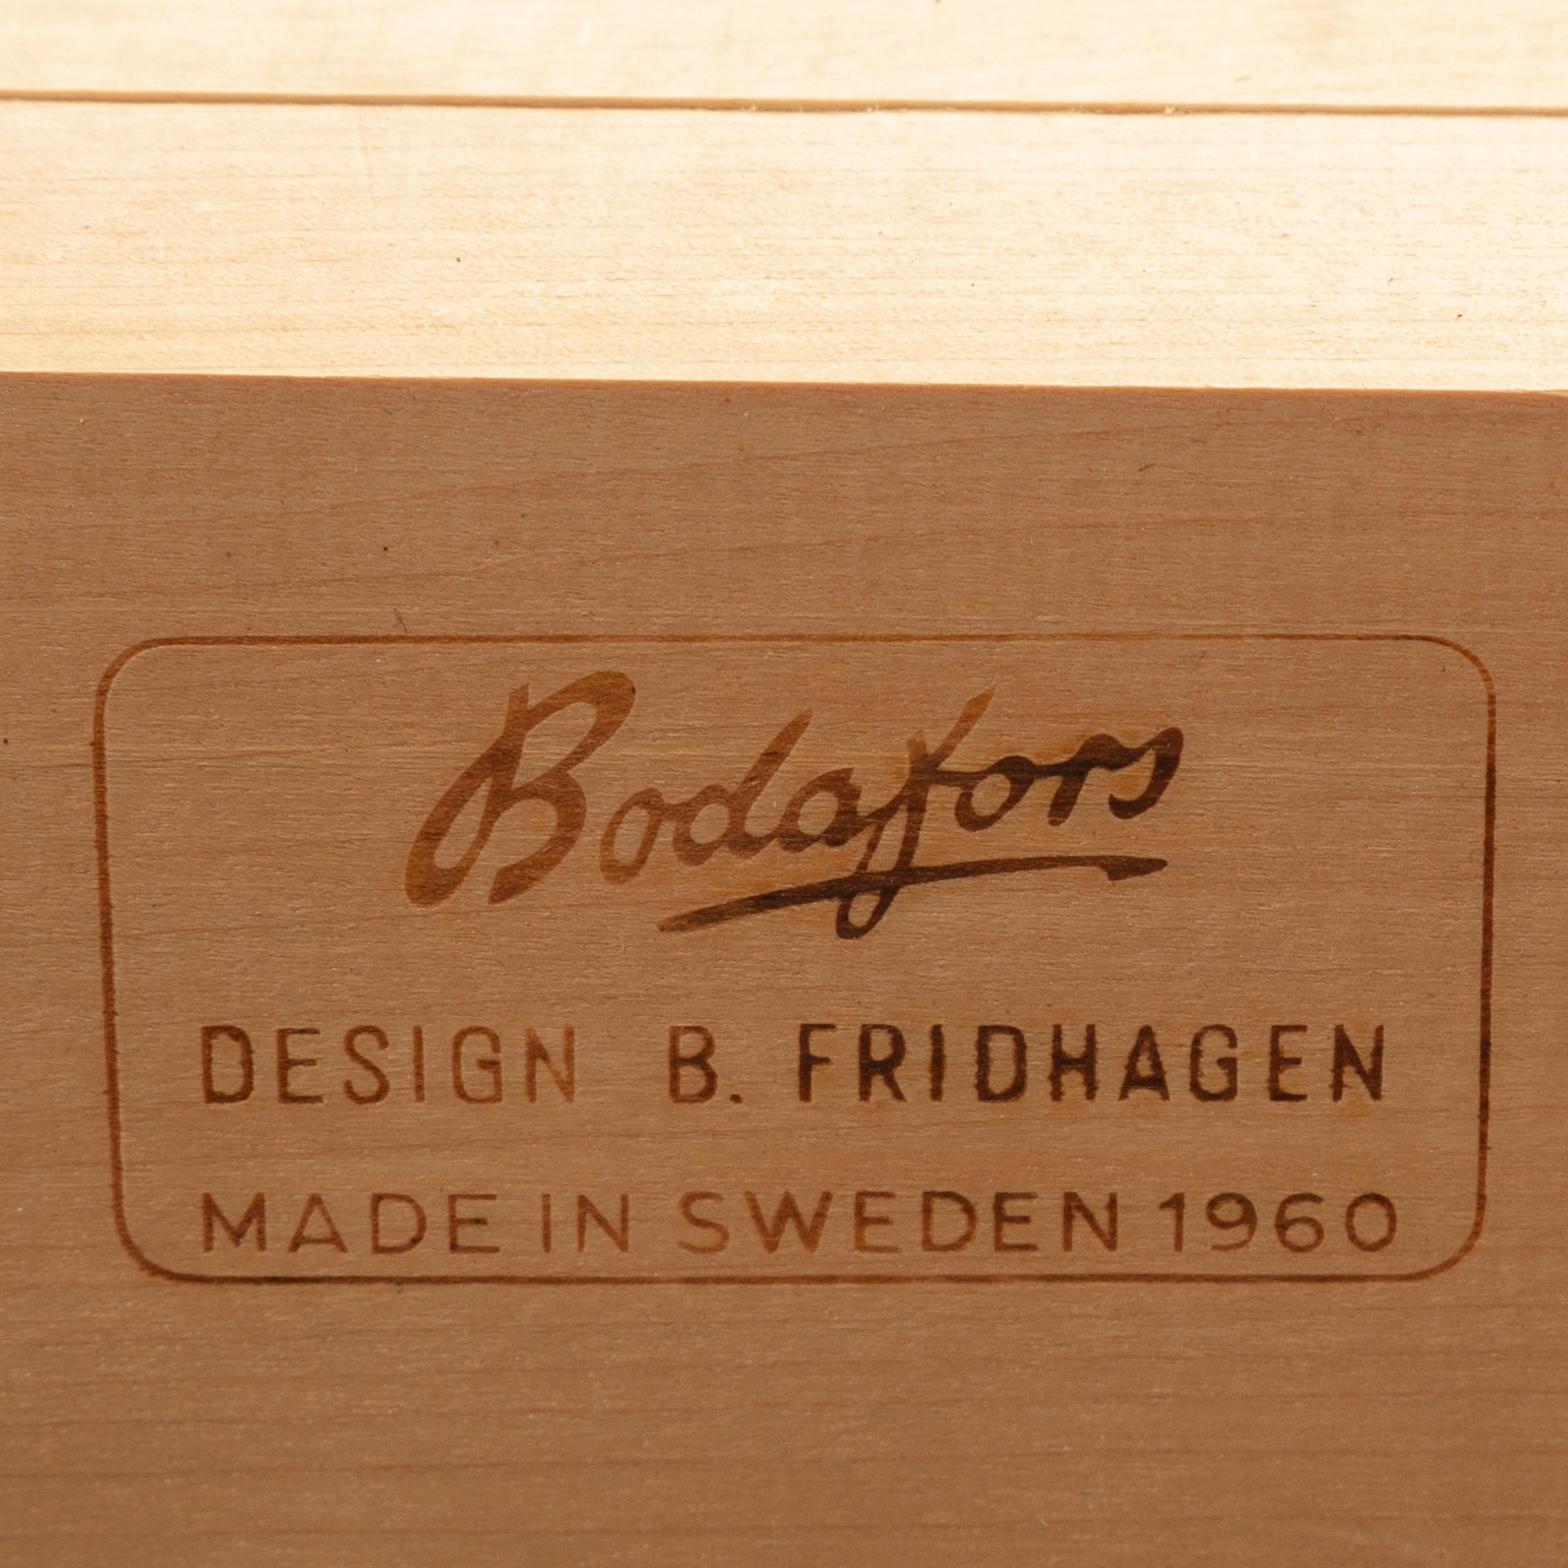 Bodafors
DESIGN B. FRIDHAGEN
MADE IN SWEDEN 1960